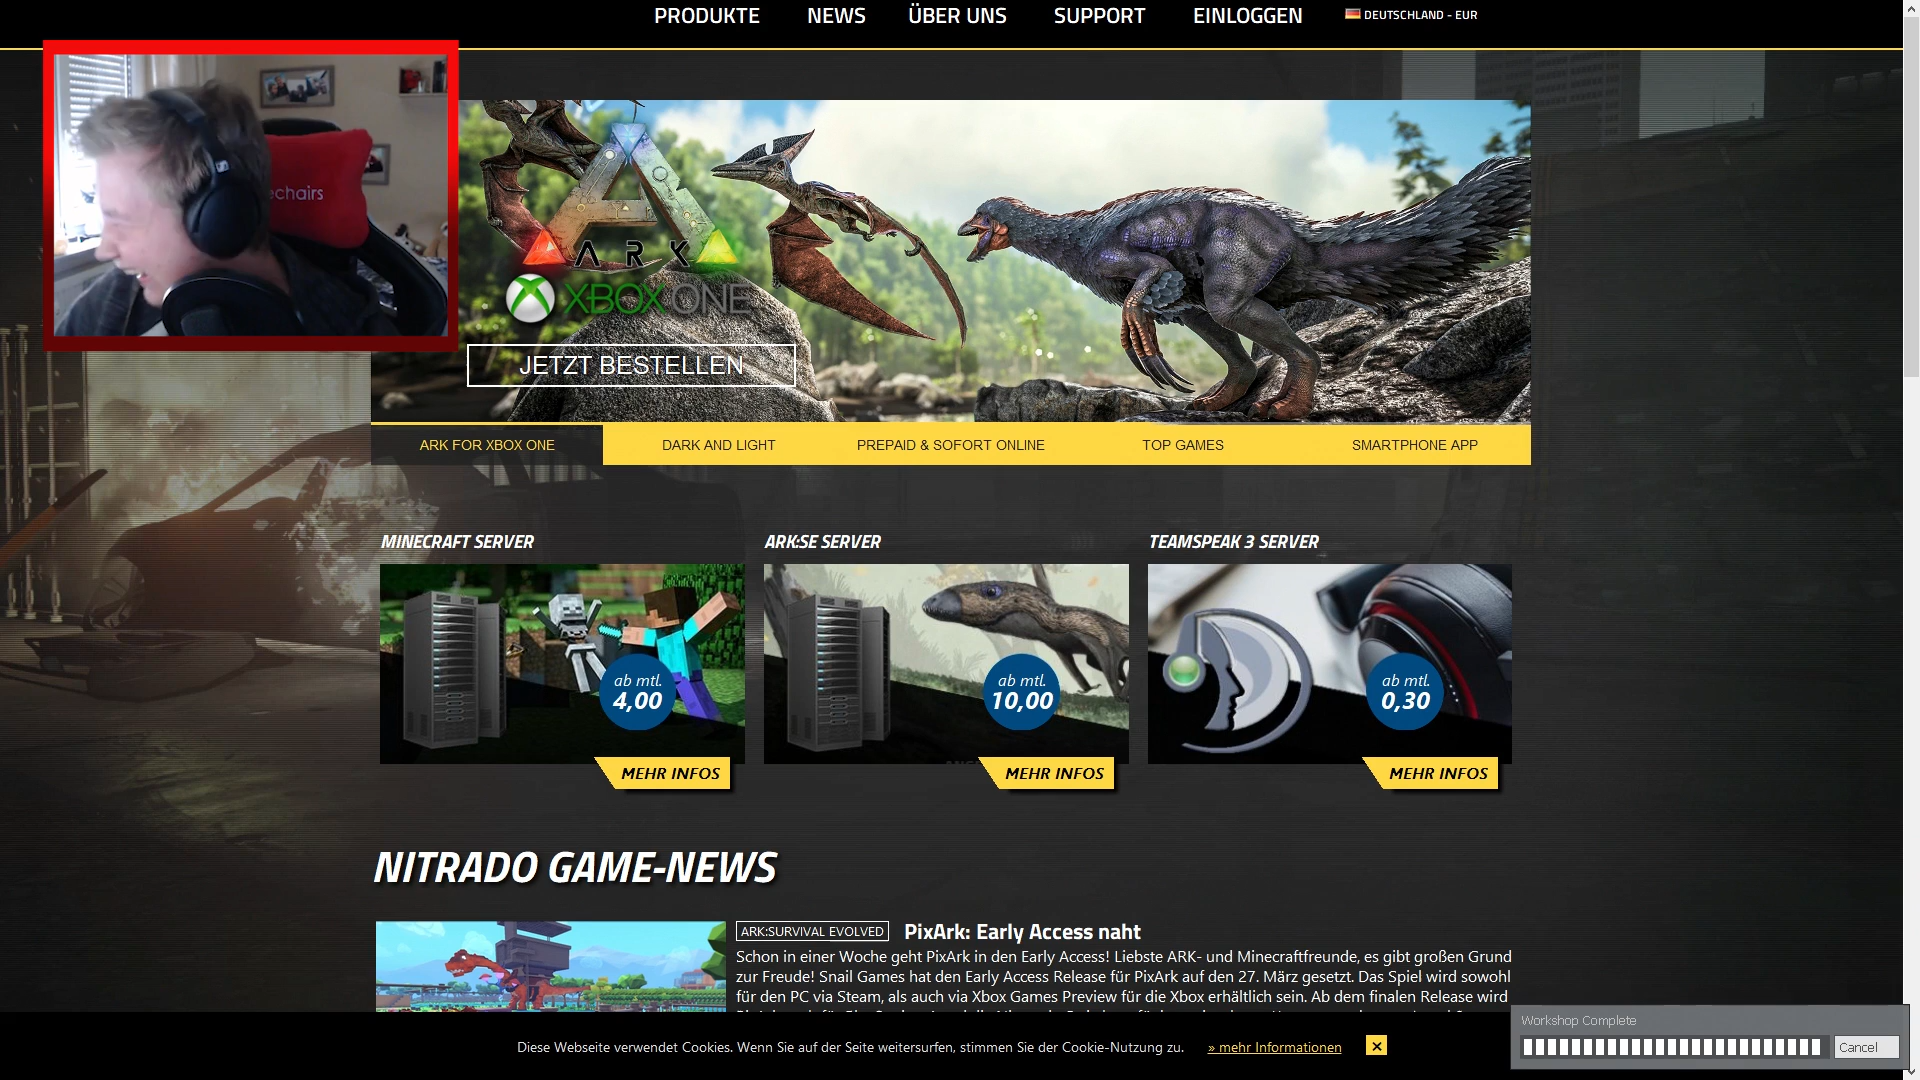 PRODUKTE NEWS ÜBER UNS SUPPORT EINLOGGEN DEUTSCHLAND - EUR
echairs
ARK
XBOX ONE
JETZT BESTELLEN
ARK FOR XBOX ONE DARK AND LIGHT PREPAID & SOFORT ONLINE TOP GAMES SMARTPHONE APP
MINECRAFT SERVER
ab mtl.
4,00
MEHR INFOS
ARK:SE SERVER
ab mtl.
10,00
MEHR INFOS
TEAMSPEAK 3 SERVER
ab mtl.
0,30
MEHR INFOS
NITRADO GAME-NEWS
ARK:SURVIVAL EVOLVED PixArk: Early Access naht
Schon in einer Woche geht PixArk in den Early Access! Liebste ARK- und Minecraftfreunde, es gibt großen Grund
zur Freude! Snail Games hat den Early Access Release für PixArk auf den 27. März gesetzt. Das Spiel wird sowohl
für den PC via Steam, als auch via Xbox Games Preview für die Xbox erhältlich sein. Ab dem finalen Release wird
Diese Webseite verwendet Cookies. Wenn Sie auf der Seite weitersurfen, stimmen Sie der Cookie-Nutzung zu. » mehr Informationen
Workshop Complete
Cancel